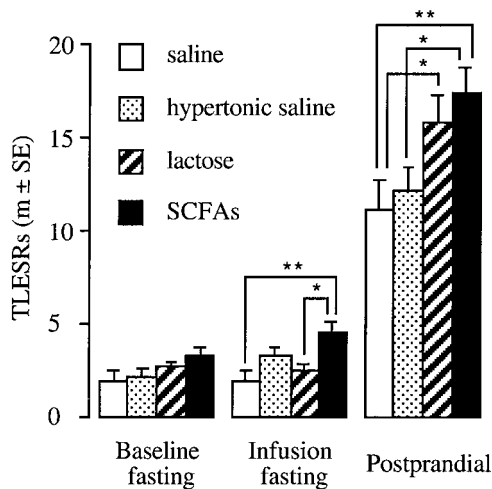 **
*
*
20
15
10
5
0
TLESRs (m ± SE)
saline
hypertonic saline
lactose
SCFAs
**
*
Baseline
fasting
Infusion
fasting
Postprandial